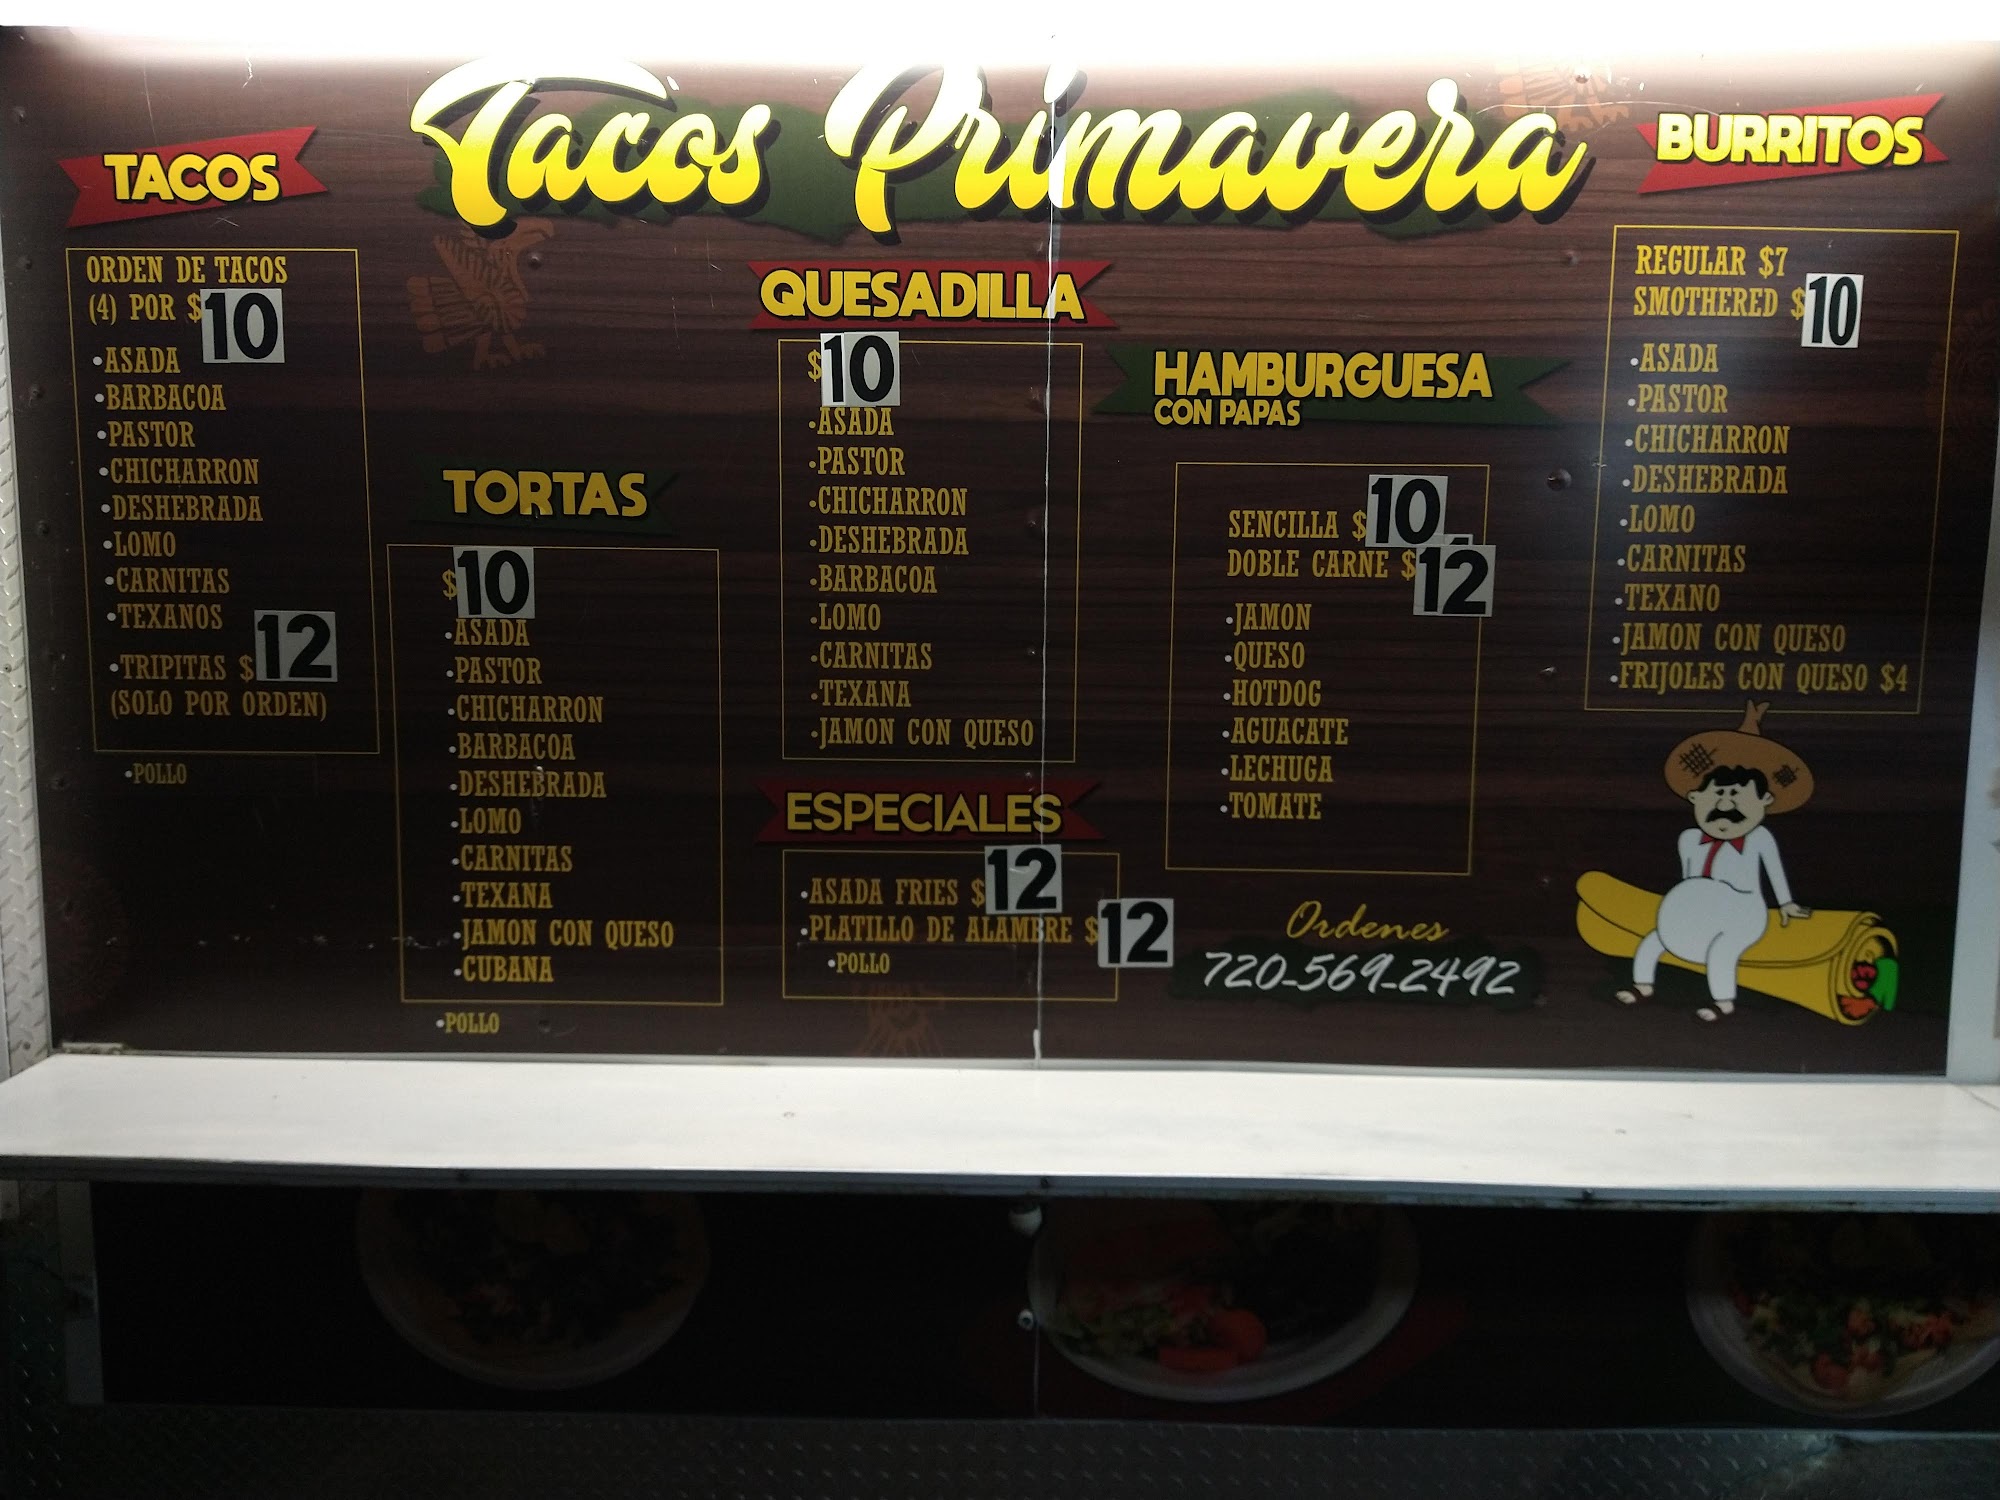 Tacos Primavera
TACOS
ORDEN DE TACOS
(4) POR $10
•ASADA
•BARBACOA
•PASTOR
•CHICHARRON
•DESHEBRADA
•LOMO
•CARNITAS
•TEXANOS
•TRIPITAS $12
(SOLO POR ORDEN)
•POLLO
TORTAS
$10
•ASADA
•PASTOR
•CHICHARRON
•BARBACOA
•DESHEBRADA
•LOMO
•CARNITAS
•TEXANA
•JAMON CON QUESO
•CUBANA
•POLLO
QUESADILLA
$10
•ASADA
•PASTOR
•CHICHARRON
•DESHEBRADA
•BARBACOA
•LOMO
•CARNITAS
•TEXANA
•JAMON CON QUESO
ESPECIALES
•ASADA FRIES $12
•PLATILLO DE ALAMBRE $12
•POLLO
HAMBURGUESA
CON PAPAS
SENCILLA $10
DOBLE CARNE $12
•JAMON
•QUESO
•HOTDOG
•AGUACATE
•LECHUGA
•TOMATE
Ordenes
720-569-2492
BURRITOS
REGULAR $7
SMOTHERED $10
•ASADA
•PASTOR
•CHICHARRON
•DESHEBRADA
•LOMO
•CARNITAS
•TEXANO
•JAMON CON QUESO
•FRIJOLES CON QUESO $4